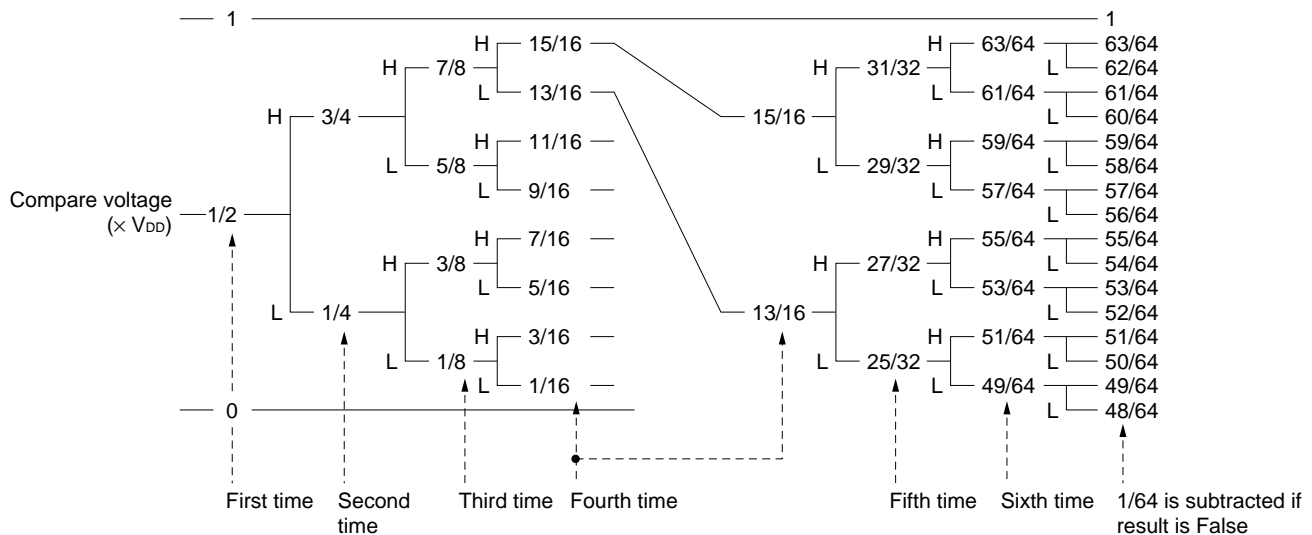 1 1
H 15/16 H 63/64 63/64
H 7/8 H 31/32 L 62/64
L 13/16 L 61/64 61/64
H 3/4 15/16 L 60/64
H 11/16 H 59/64 59/64
L 5/8 L 29/32 L 58/64
L 9/16 L 57/64 57/64
Compare voltage
(× VDD)
1/2 L 56/64
H 7/16 H 55/64 55/64
H 3/8 H 27/32 L 54/64
L 5/16 L 53/64 53/64
L 1/4 13/16 L 52/64
H 3/16 H 51/64 51/64
L 1/8 L 25/32 L 50/64
L 1/16 L 49/64 49/64
0 L 48/64
First time
Second
time
Third time
Fourth time
Fifth time
Sixth time
1/64 is subtracted if
result is False